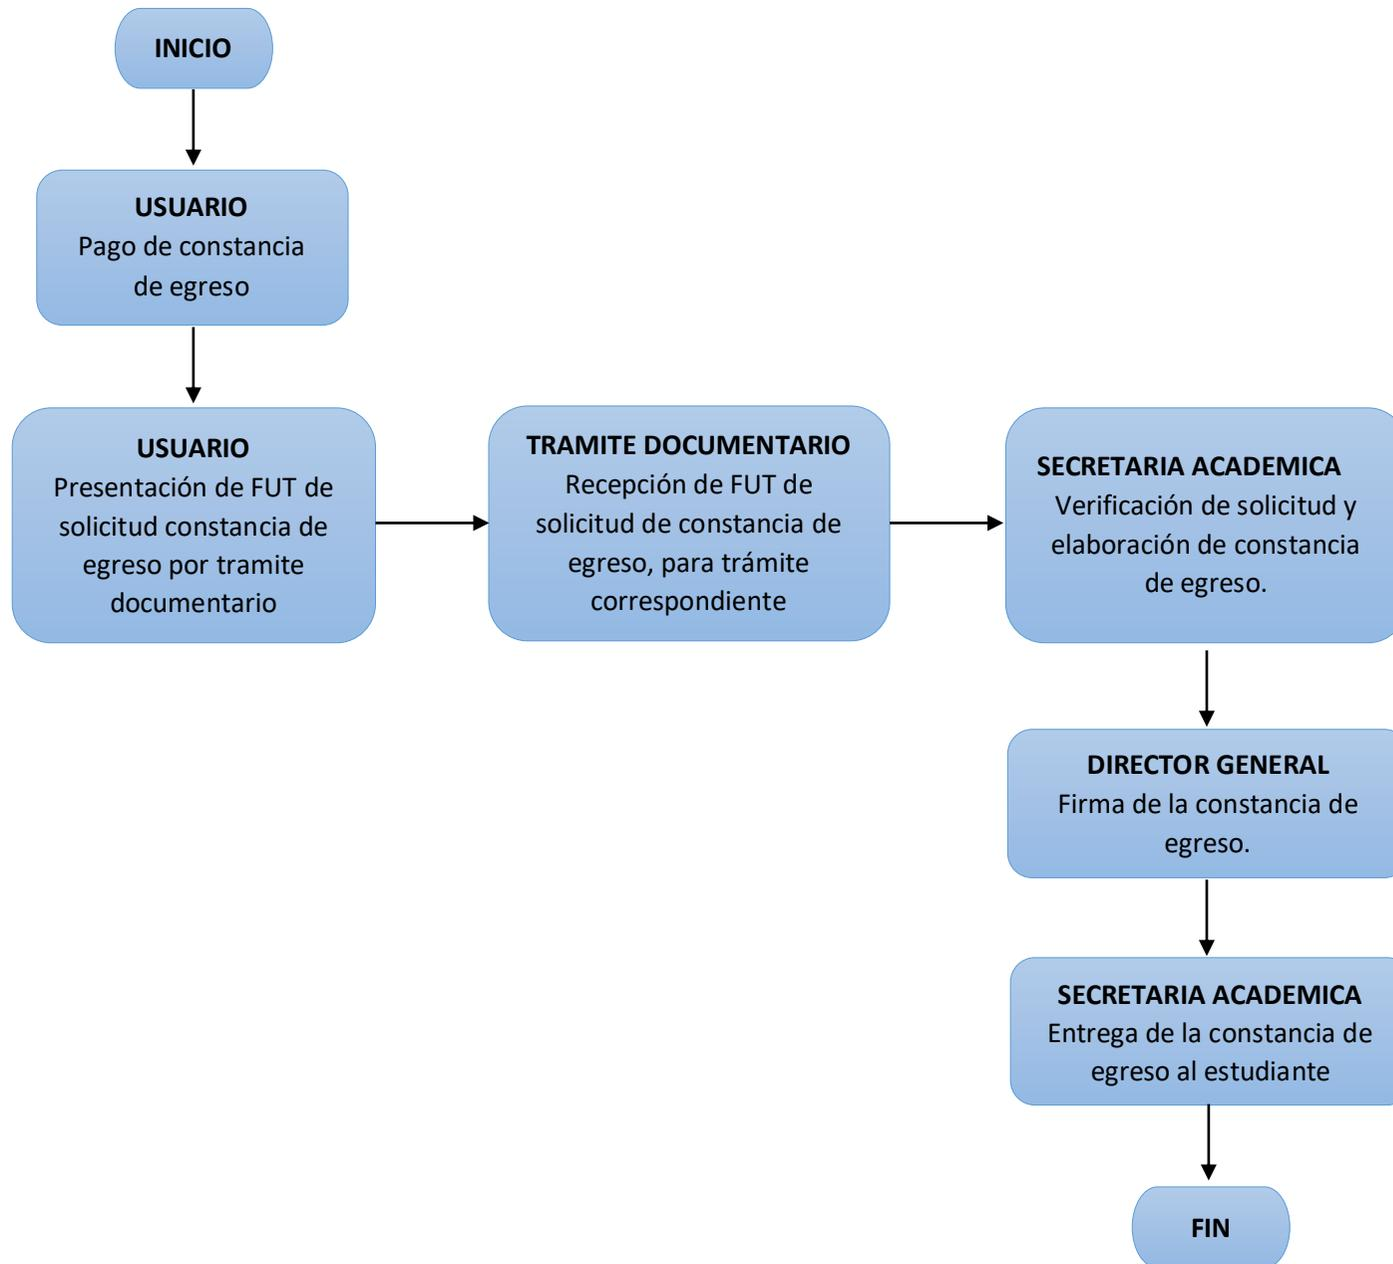 INICIO
USUARIO
Pago de constancia
de egreso
USUARIO
Presentación de FUT de
solicitud constancia de
egreso por tramite
documentario
TRAMITE DOCUMENTARIO
Recepción de FUT de
solicitud de constancia de
egreso, para trámite
correspondiente
SECRETARIA ACADEMICA
Verificación de solicitud y
elaboración de constancia
de egreso.
DIRECTOR GENERAL
Firma de la constancia de
egreso.
SECRETARIA ACADEMICA
Entrega de la constancia de
egreso al estudiante
FIN